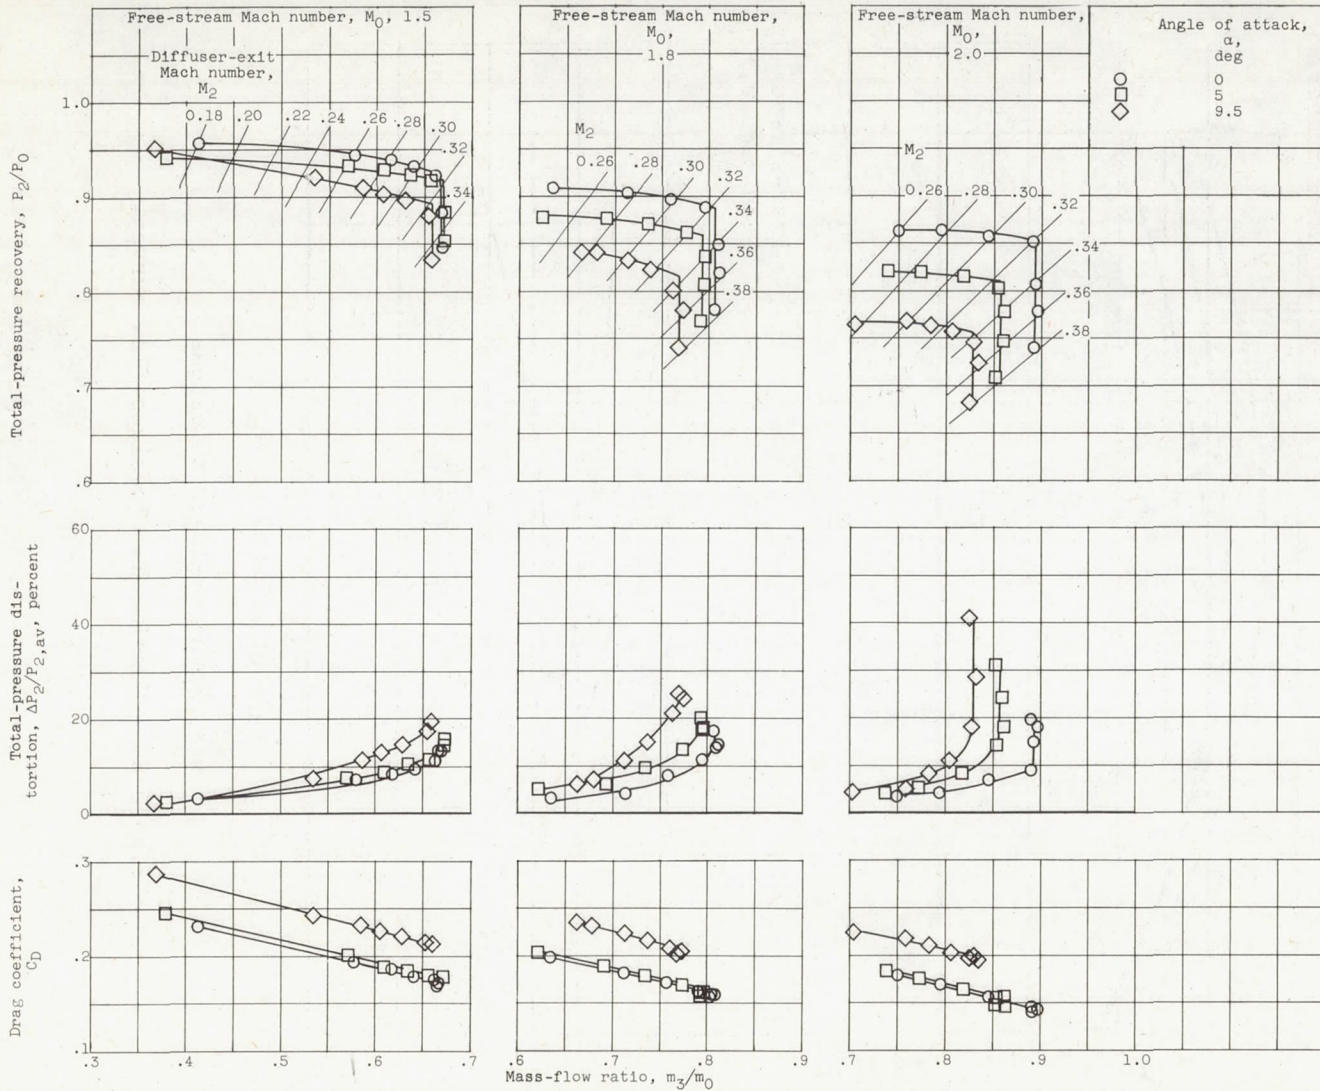 Free-stream Mach number, M0, 1.5
Diffuser-exit
Mach number,
M2
0.18 .20 .22 .24 .26 .28 .30
.32
.34
Free-stream Mach number,
M0,
1.8
M2
0.26 .28 .30 .32
.34
.36
.38
Free-stream Mach number,
M0,
2.0
M2
0.26 .28 .30 .32
.34
.36
.38
Angle of attack,
α,
deg
0
5
9.5
Total-pressure recovery, P2/P0
1.0
.9
.8
.7
.6
Total-pressure dis-
tortion, ΔP2/P2,av, percent
60
40
20
0
Drag coefficient,
CD
.3
.2
.1
.3 .4 .5 .6 .7
.6 .7 .8 .9
.7 .8 .9 1.0
Mass-flow ratio, m3/m0